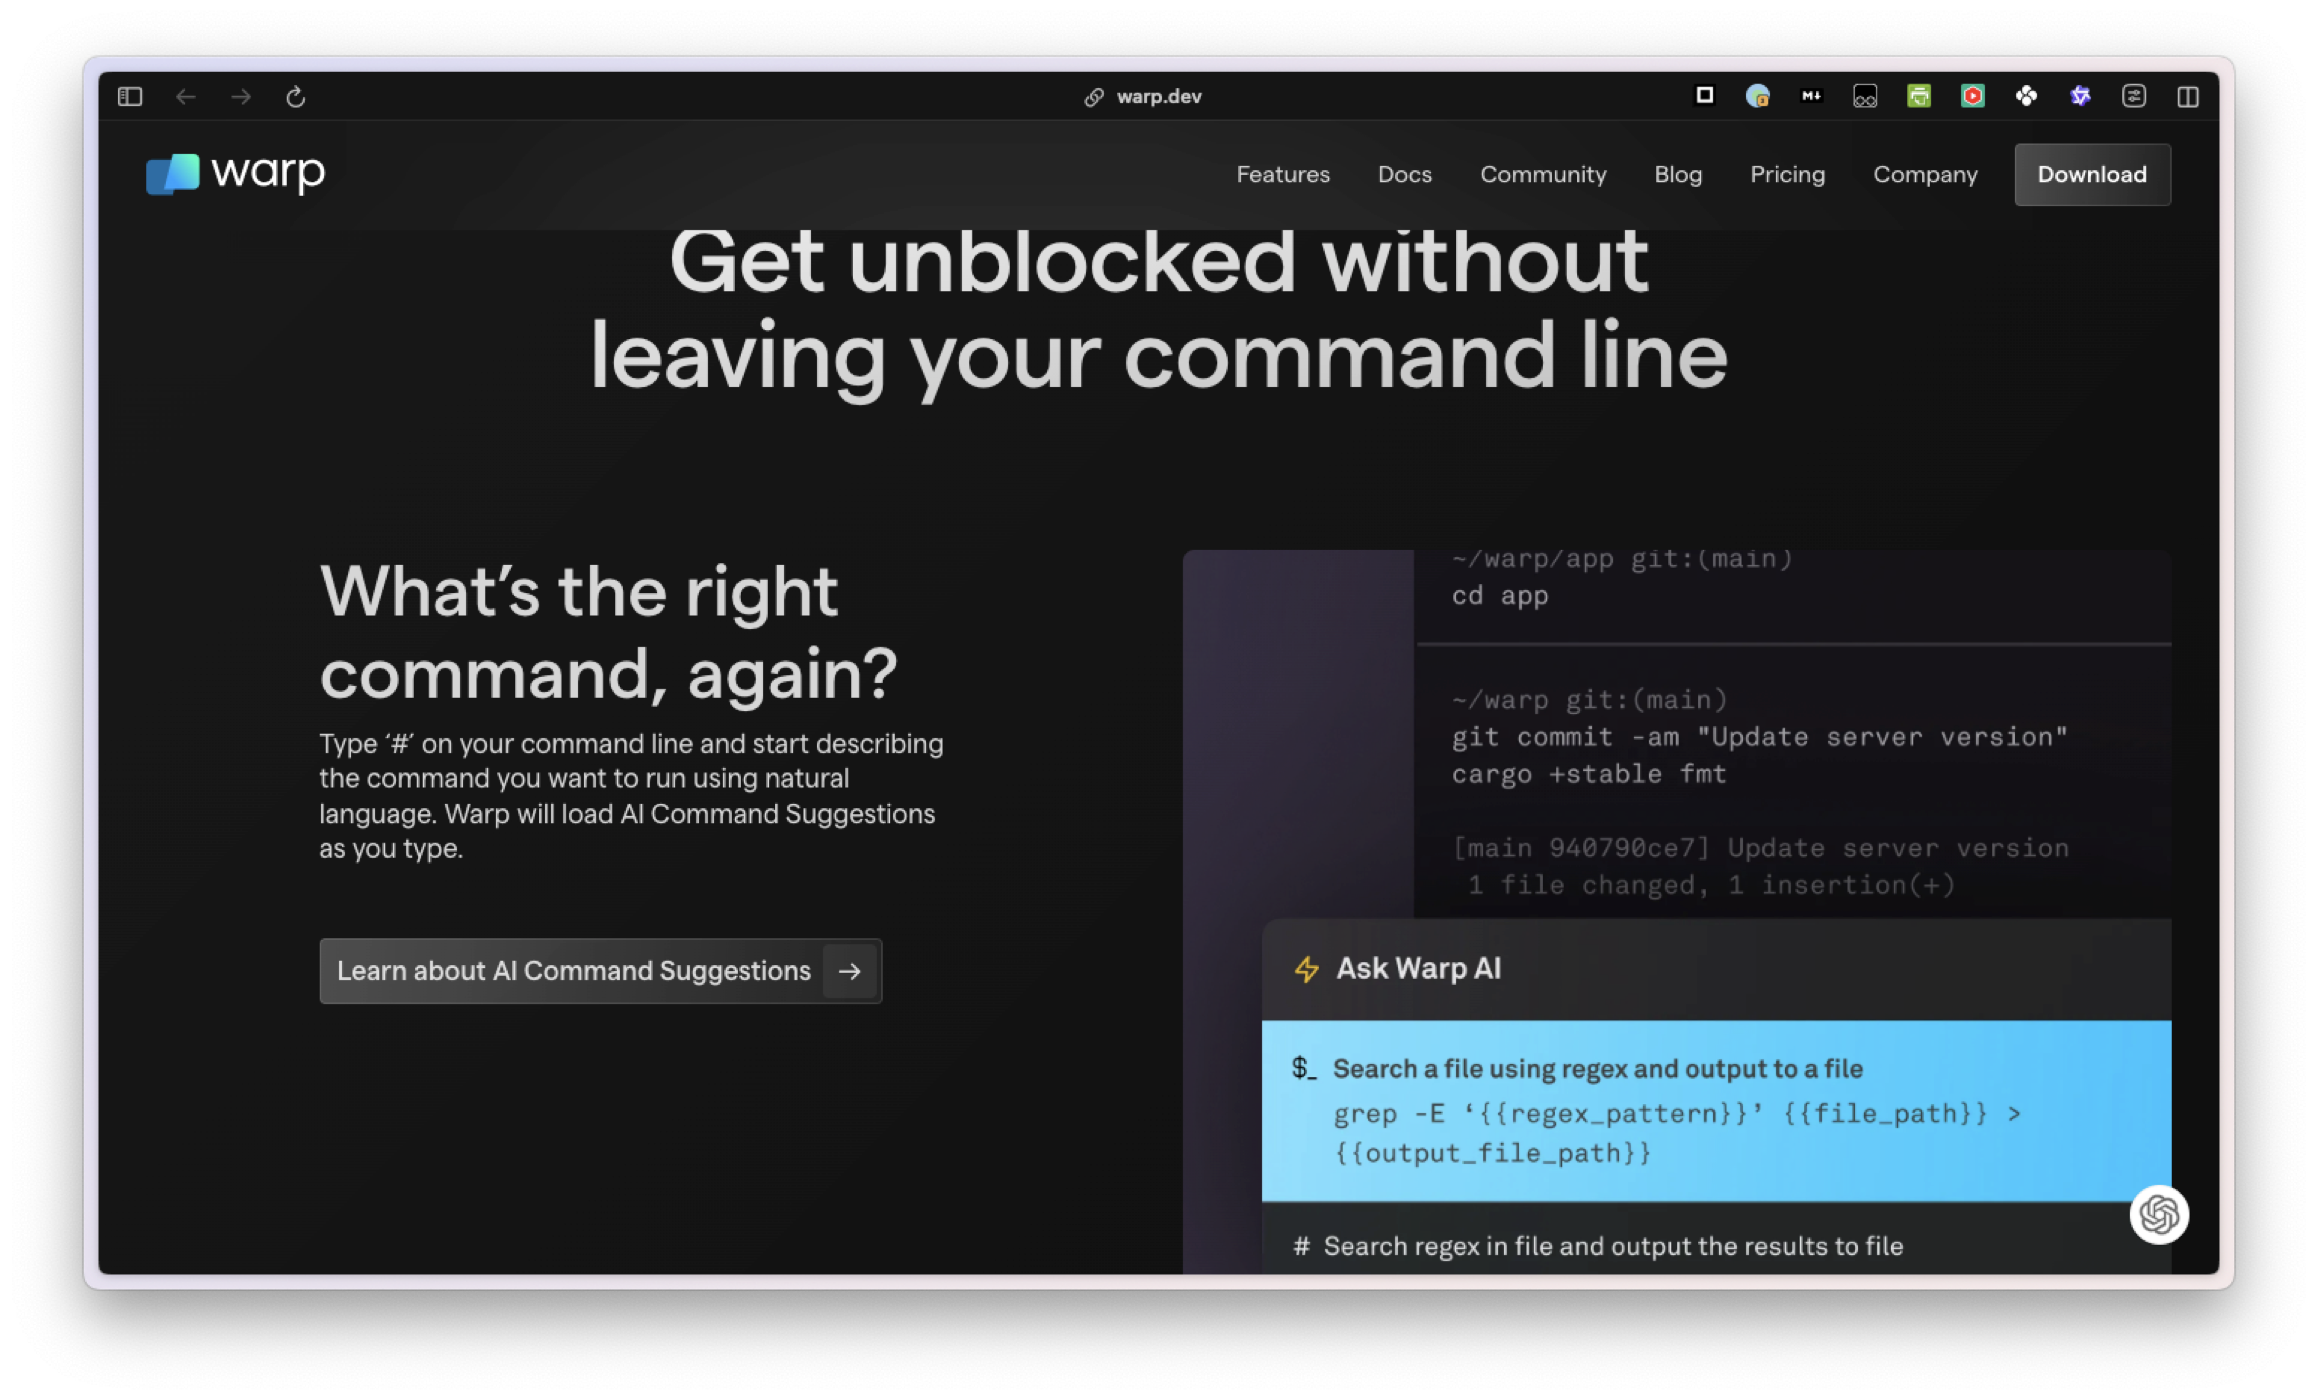 warp.dev
M↓
warp
Features Docs Community Blog Pricing Company Download
Get unblocked without
leaving your command line
What’s the right
command, again?
Type ‘#’ on your command line and start describing
the command you want to run using natural
language. Warp will load AI Command Suggestions
as you type.
Learn about AI Command Suggestions →
~/warp/app git:(main)
cd app
~/warp git:(main)
git commit -am "Update server version"
cargo +stable fmt
[main 940790ce7] Update server version
1 file changed, 1 insertion(+)
Ask Warp AI
$_ Search a file using regex and output to a file
grep -E ‘{{regex_pattern}}’ {{file_path}} >
{{output_file_path}}
# Search regex in file and output the results to file